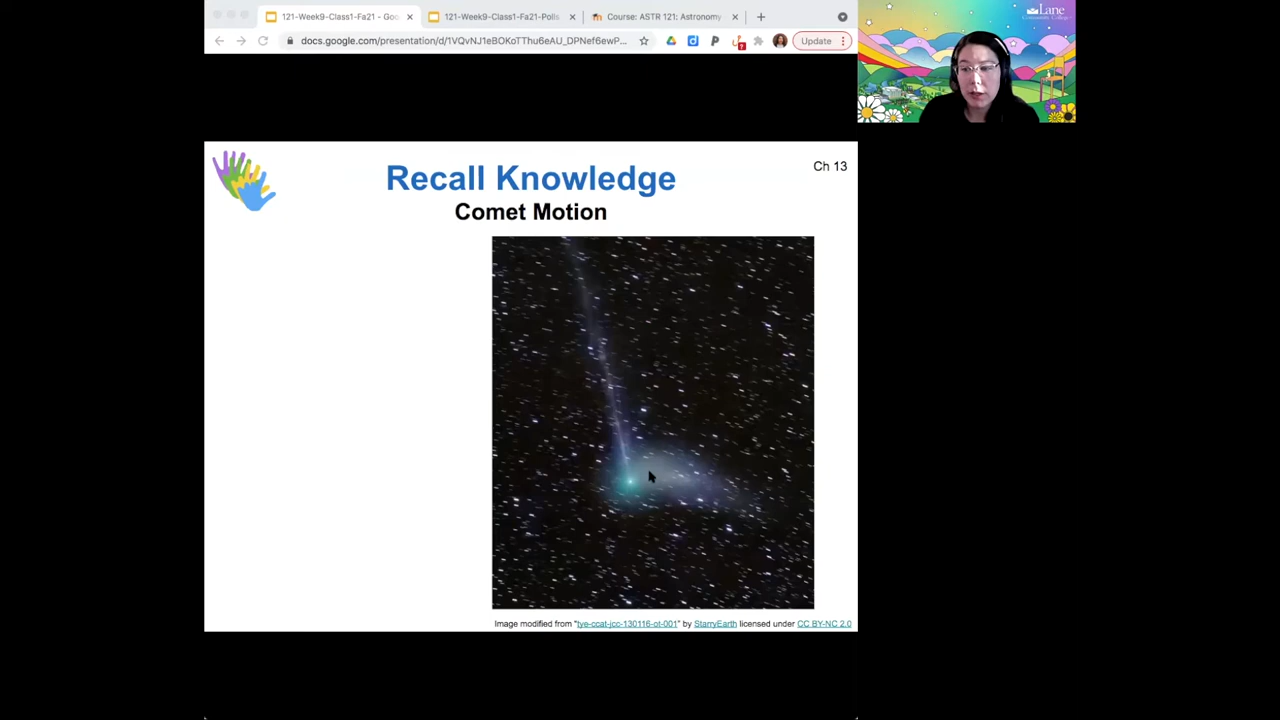 121-Week9-Class1-Fa21 - Goo
121-Week9-Class1-Fa21-Polls
Course: ASTR 121: Astronomy
docs.google.com/presentation/d/1VQvNJ1eBOKoTThu6eAU_DPNef6ewP...
Update
Lane
Community College
Recall Knowledge
Ch 13
Comet Motion
Image modified from "tye-ccat-jcc-130116-ot-001" by StarryEarth licensed under CC BY-NC 2.0